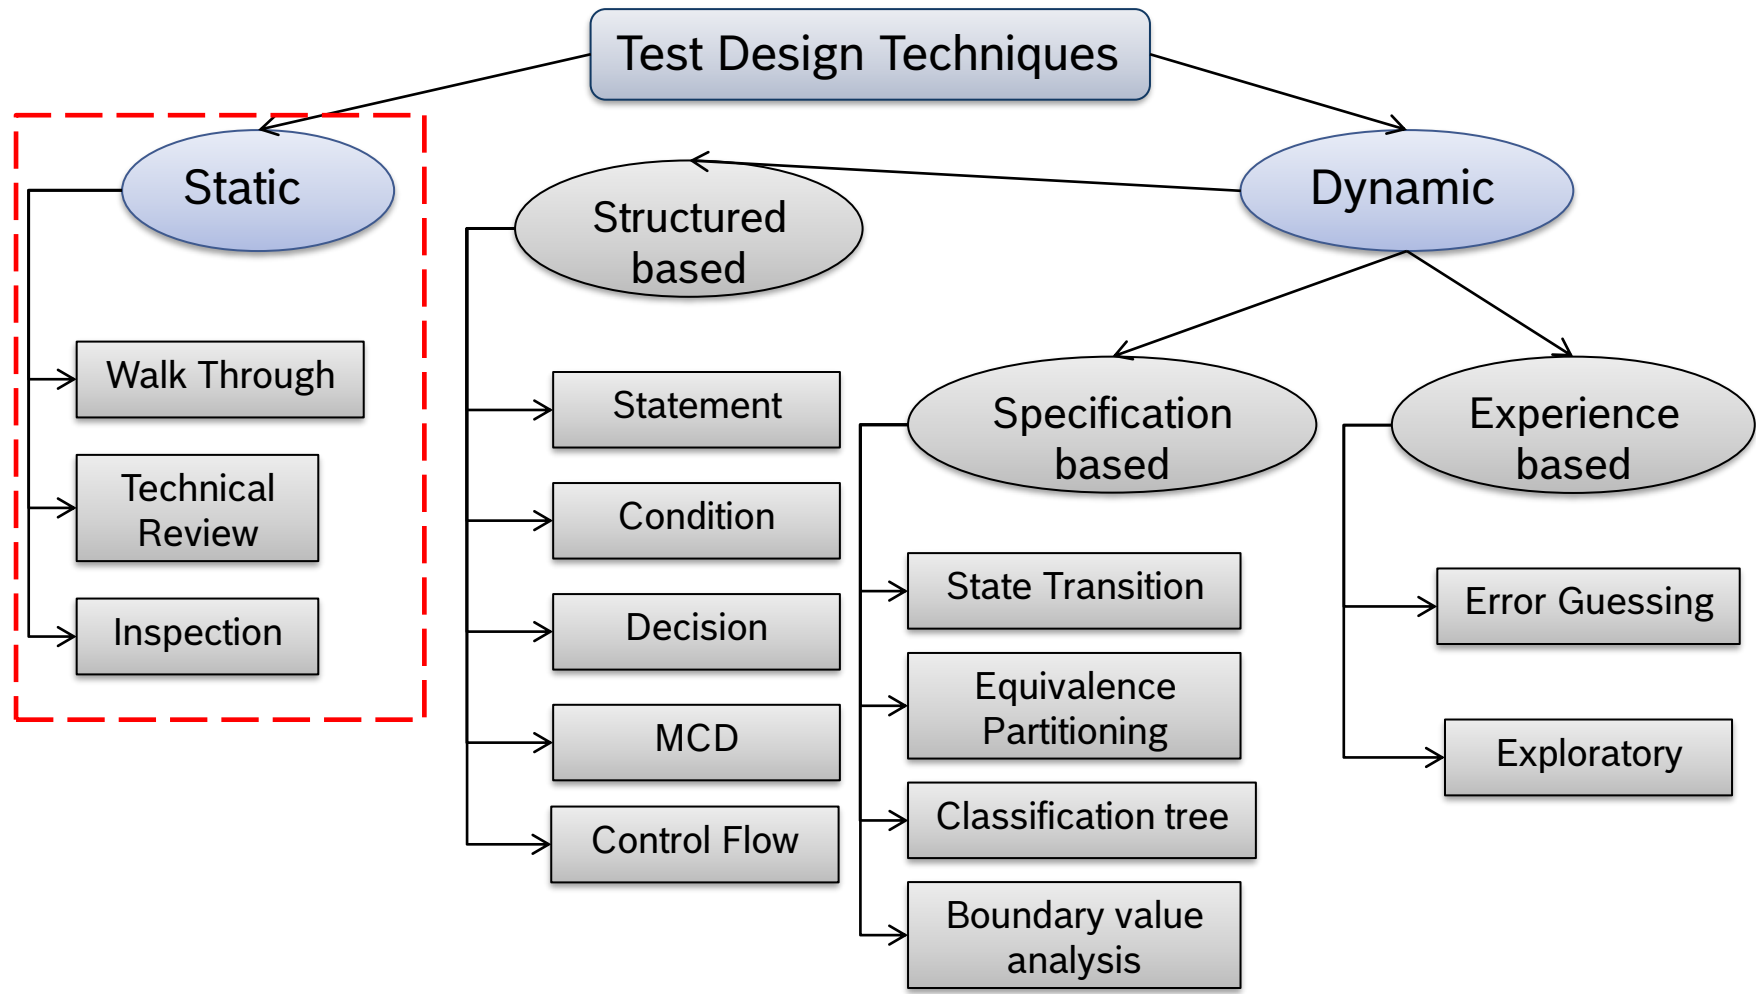 Test Design Techniques
Static
Walk Through
Technical
Review
Inspection
Dynamic
Structured
based
Statement
Condition
Decision
MCD
Control Flow
Specification
based
State Transition
Equivalence
Partitioning
Classification tree
Boundary value
analysis
Experience
based
Error Guessing
Exploratory